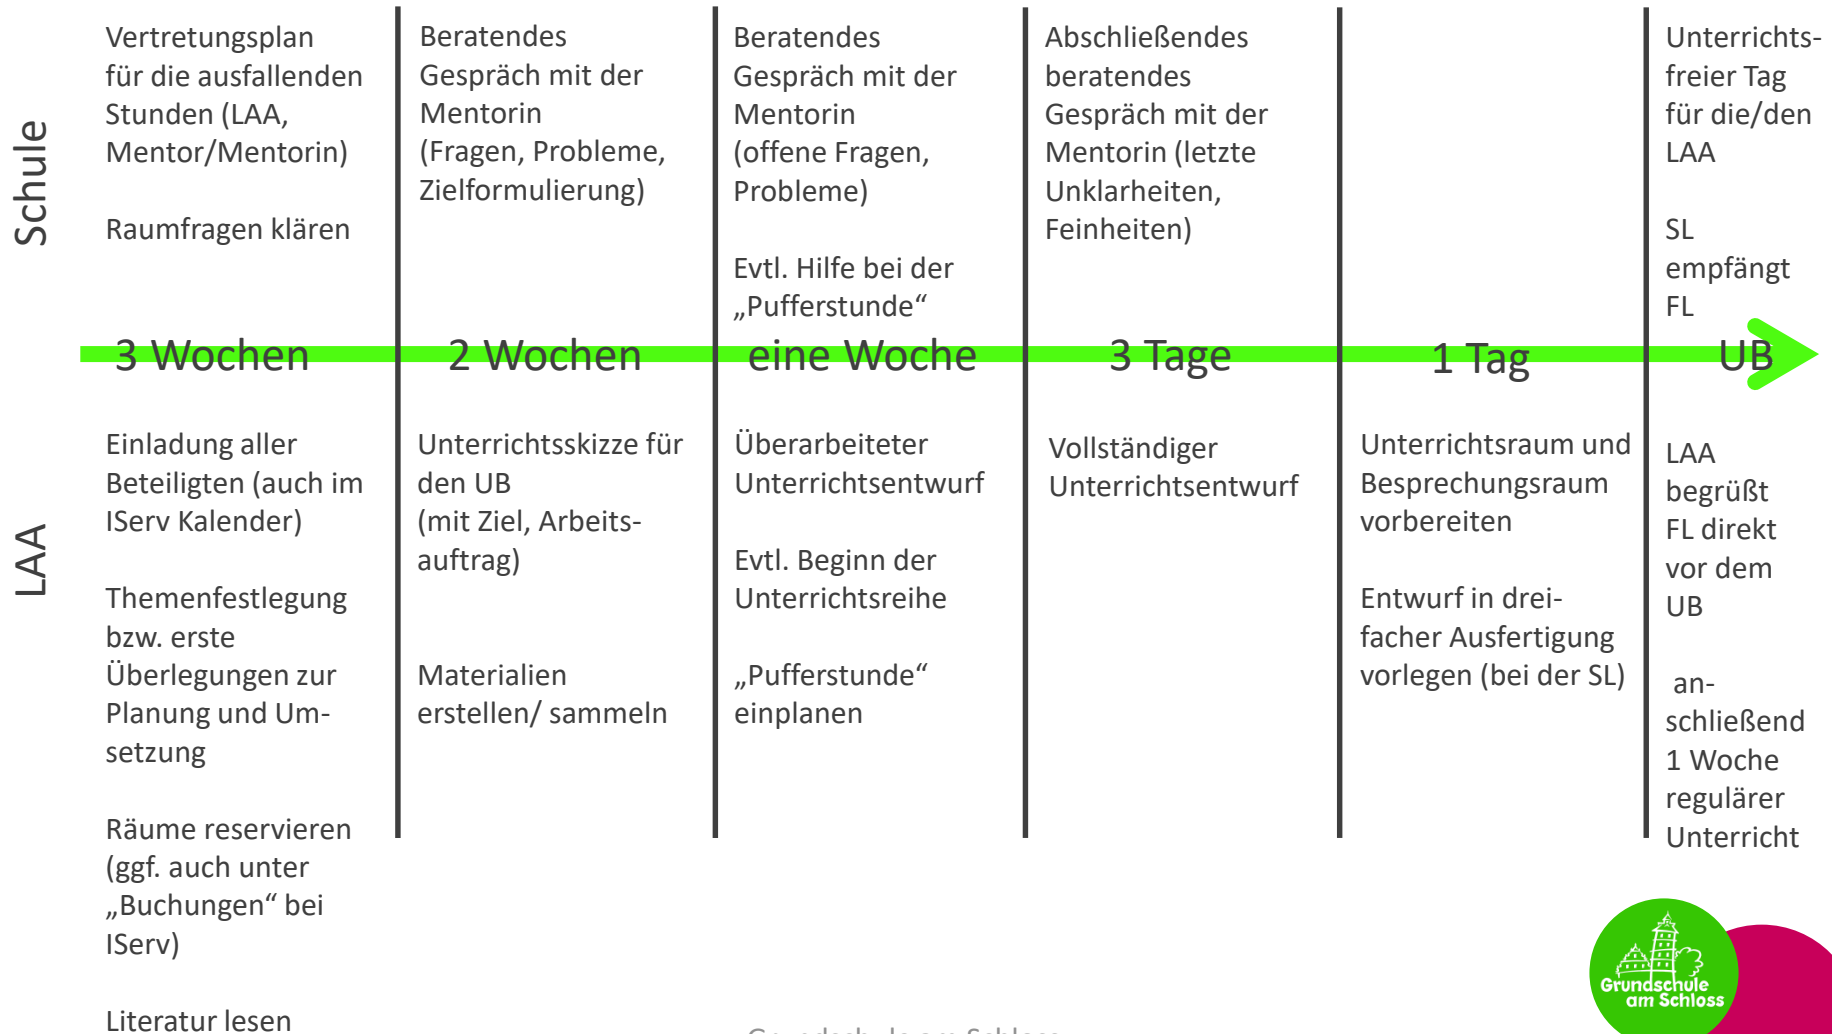 Schule
Vertretungsplan
für die ausfallenden
Stunden (LAA,
Mentor/Mentorin)
Raumfragen klären
Beratendes
Gespräch mit der
Mentorin
(Fragen, Probleme,
Zielformulierung)
Beratendes
Gespräch mit der
Mentorin
(offene Fragen,
Probleme)
Evtl. Hilfe bei der
„Pufferstunde“
Abschließendes
beratendes
Gespräch mit der
Mentorin (letzte
Unklarheiten,
Feinheiten)
Unterrichts-
freier Tag
für die/den
LAA
SL
empfängt
FL
3 Wochen
2 Wochen
eine Woche
3 Tage
1 Tag
UB
LAA
Einladung aller
Beteiligten (auch im
IServ Kalender)
Themenfestlegung
bzw. erste
Überlegungen zur
Planung und Um-
setzung
Räume reservieren
(ggf. auch unter
„Buchungen“ bei
IServ)
Literatur lesen
Unterrichtsskizze für
den UB
(mit Ziel, Arbeits-
auftrag)
Materialien
erstellen/ sammeln
Überarbeiteter
Unterrichtsentwurf
Evtl. Beginn der
Unterrichtsreihe
„Pufferstunde“
einplanen
Vollständiger
Unterrichtsentwurf
Unterrichtsraum und
Besprechungsraum
vorbereiten
Entwurf in drei-
facher Ausfertigung
vorlegen (bei der SL)
LAA
begrüßt
FL direkt
vor dem
UB
an-
schließend
1 Woche
regulärer
Unterricht
Grundschule
am Schloss
Grundschule am Schloss